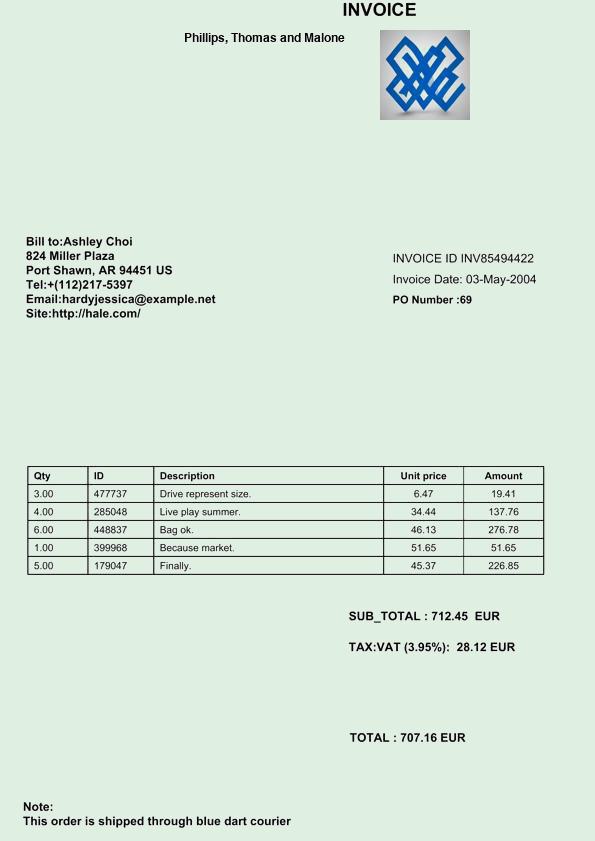 INVOICE
Phillips, Thomas and Malone
Bill to:Ashley Choi
824 Miller Plaza
Port Shawn, AR 94451 US
Tel:+(112)217-5397
Email:hardyjessica@example.net
Site:http://hale.com/
INVOICE ID INV85494422
Invoice Date: 03-May-2004
PO Number :69
Qty ID Description Unit price Amount
3.00 477737 Drive represent size. 6.47 19.41
4.00 285048 Live play summer. 34.44 137.76
6.00 448837 Bag ok. 46.13 276.78
1.00 399968 Because market. 51.65 51.65
5.00 179047 Finally. 45.37 226.85
SUB_TOTAL : 712.45 EUR
TAX:VAT (3.95%): 28.12 EUR
TOTAL : 707.16 EUR
Note:
This order is shipped through blue dart courier